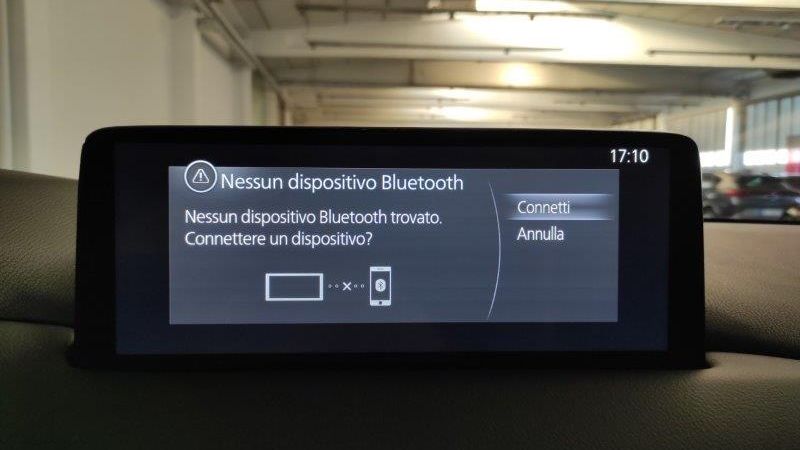 17:10
Nessun dispositivo Bluetooth
Nessun dispositivo Bluetooth trovato.
Connettere un dispositivo?
Connetti
Annulla